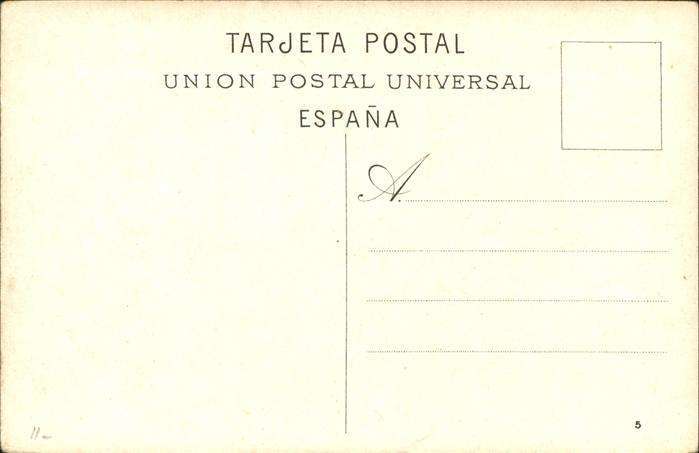 TARJETA POSTAL
UNION POSTAL UNIVERSAL
ESPAÑA
A.
5